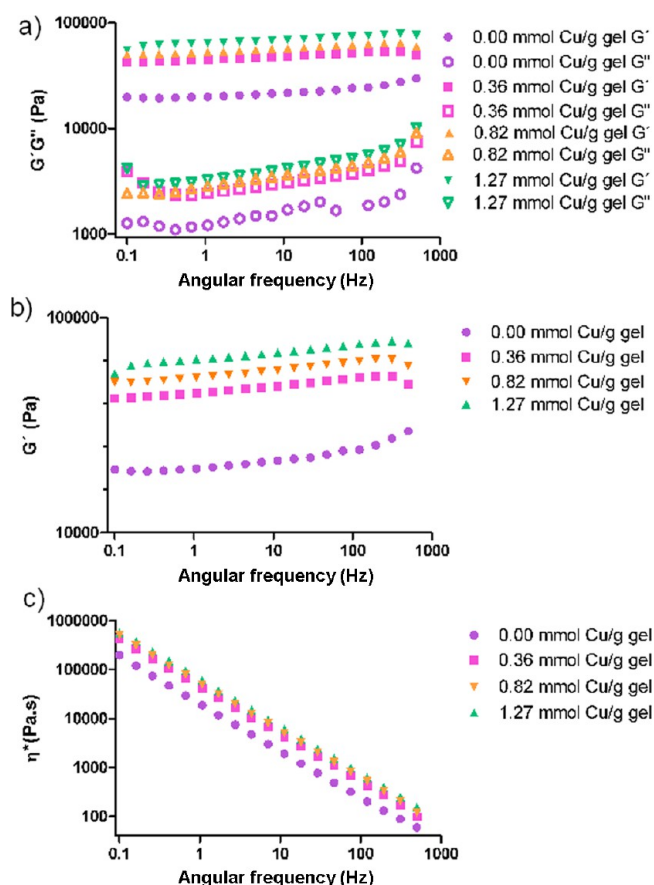 a)
100000
10000
1000
G´G" (Pa)
0.1 1 10 100 1000
Angular frequency (Hz)
0.00 mmol Cu/g gel G´
0.00 mmol Cu/g gel G"
0.36 mmol Cu/g gel G´
0.36 mmol Cu/g gel G"
0.82 mmol Cu/g gel G´
0.82 mmol Cu/g gel G"
1.27 mmol Cu/g gel G´
1.27 mmol Cu/g gel G"
b)
100000
10000
G´ (Pa)
0.1 1 10 100 1000
Angular frequency (Hz)
0.00 mmol Cu/g gel
0.36 mmol Cu/g gel
0.82 mmol Cu/g gel
1.27 mmol Cu/g gel
c)
1000000
100000
10000
1000
100
η*(Pa.s)
0.1 1 10 100 1000
Angular frequency (Hz)
0.00 mmol Cu/g gel
0.36 mmol Cu/g gel
0.82 mmol Cu/g gel
1.27 mmol Cu/g gel